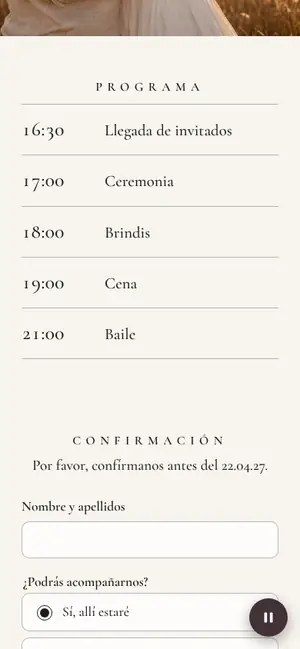 PROGRAMA
16:30 Llegada de invitados
17:00 Ceremonia
18:00 Brindis
19:00 Cena
21:00 Baile
CONFIRMACIÓN
Por favor, confírmanos antes del 22.04.27.
Nombre y apellidos
¿Podrás acompañarnos?
Sí, allí estaré